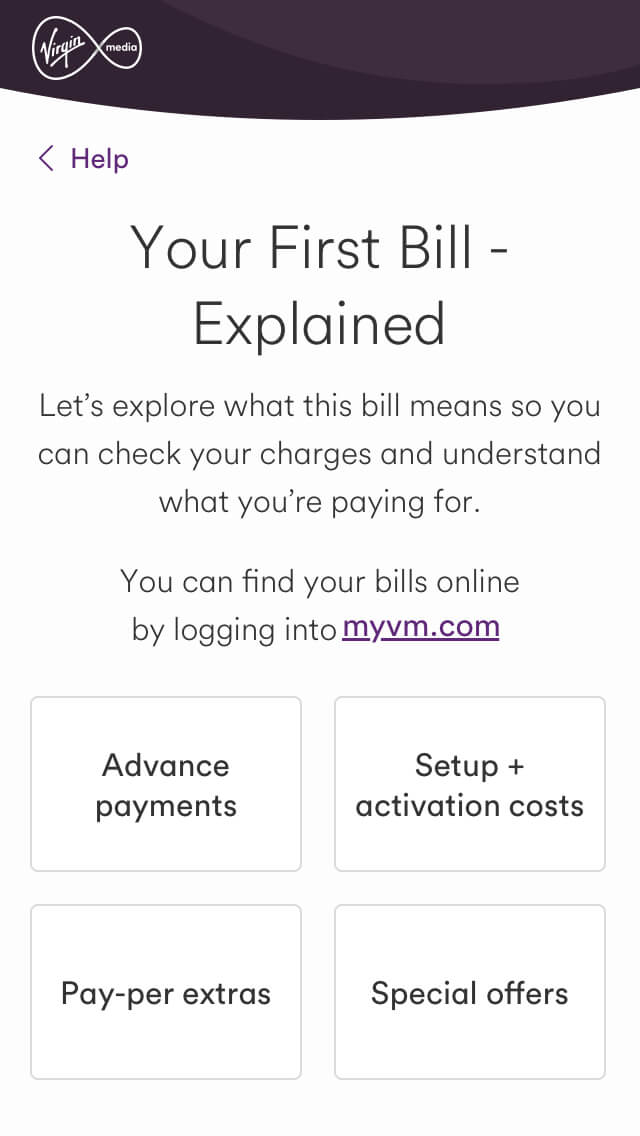 Virgin media
Help
Your First Bill -
Explained
Let’s explore what this bill means so you
can check your charges and understand
what you’re paying for.
You can find your bills online
by logging into myvm.com
Advance
payments
Setup +
activation costs
Pay-per extras
Special offers